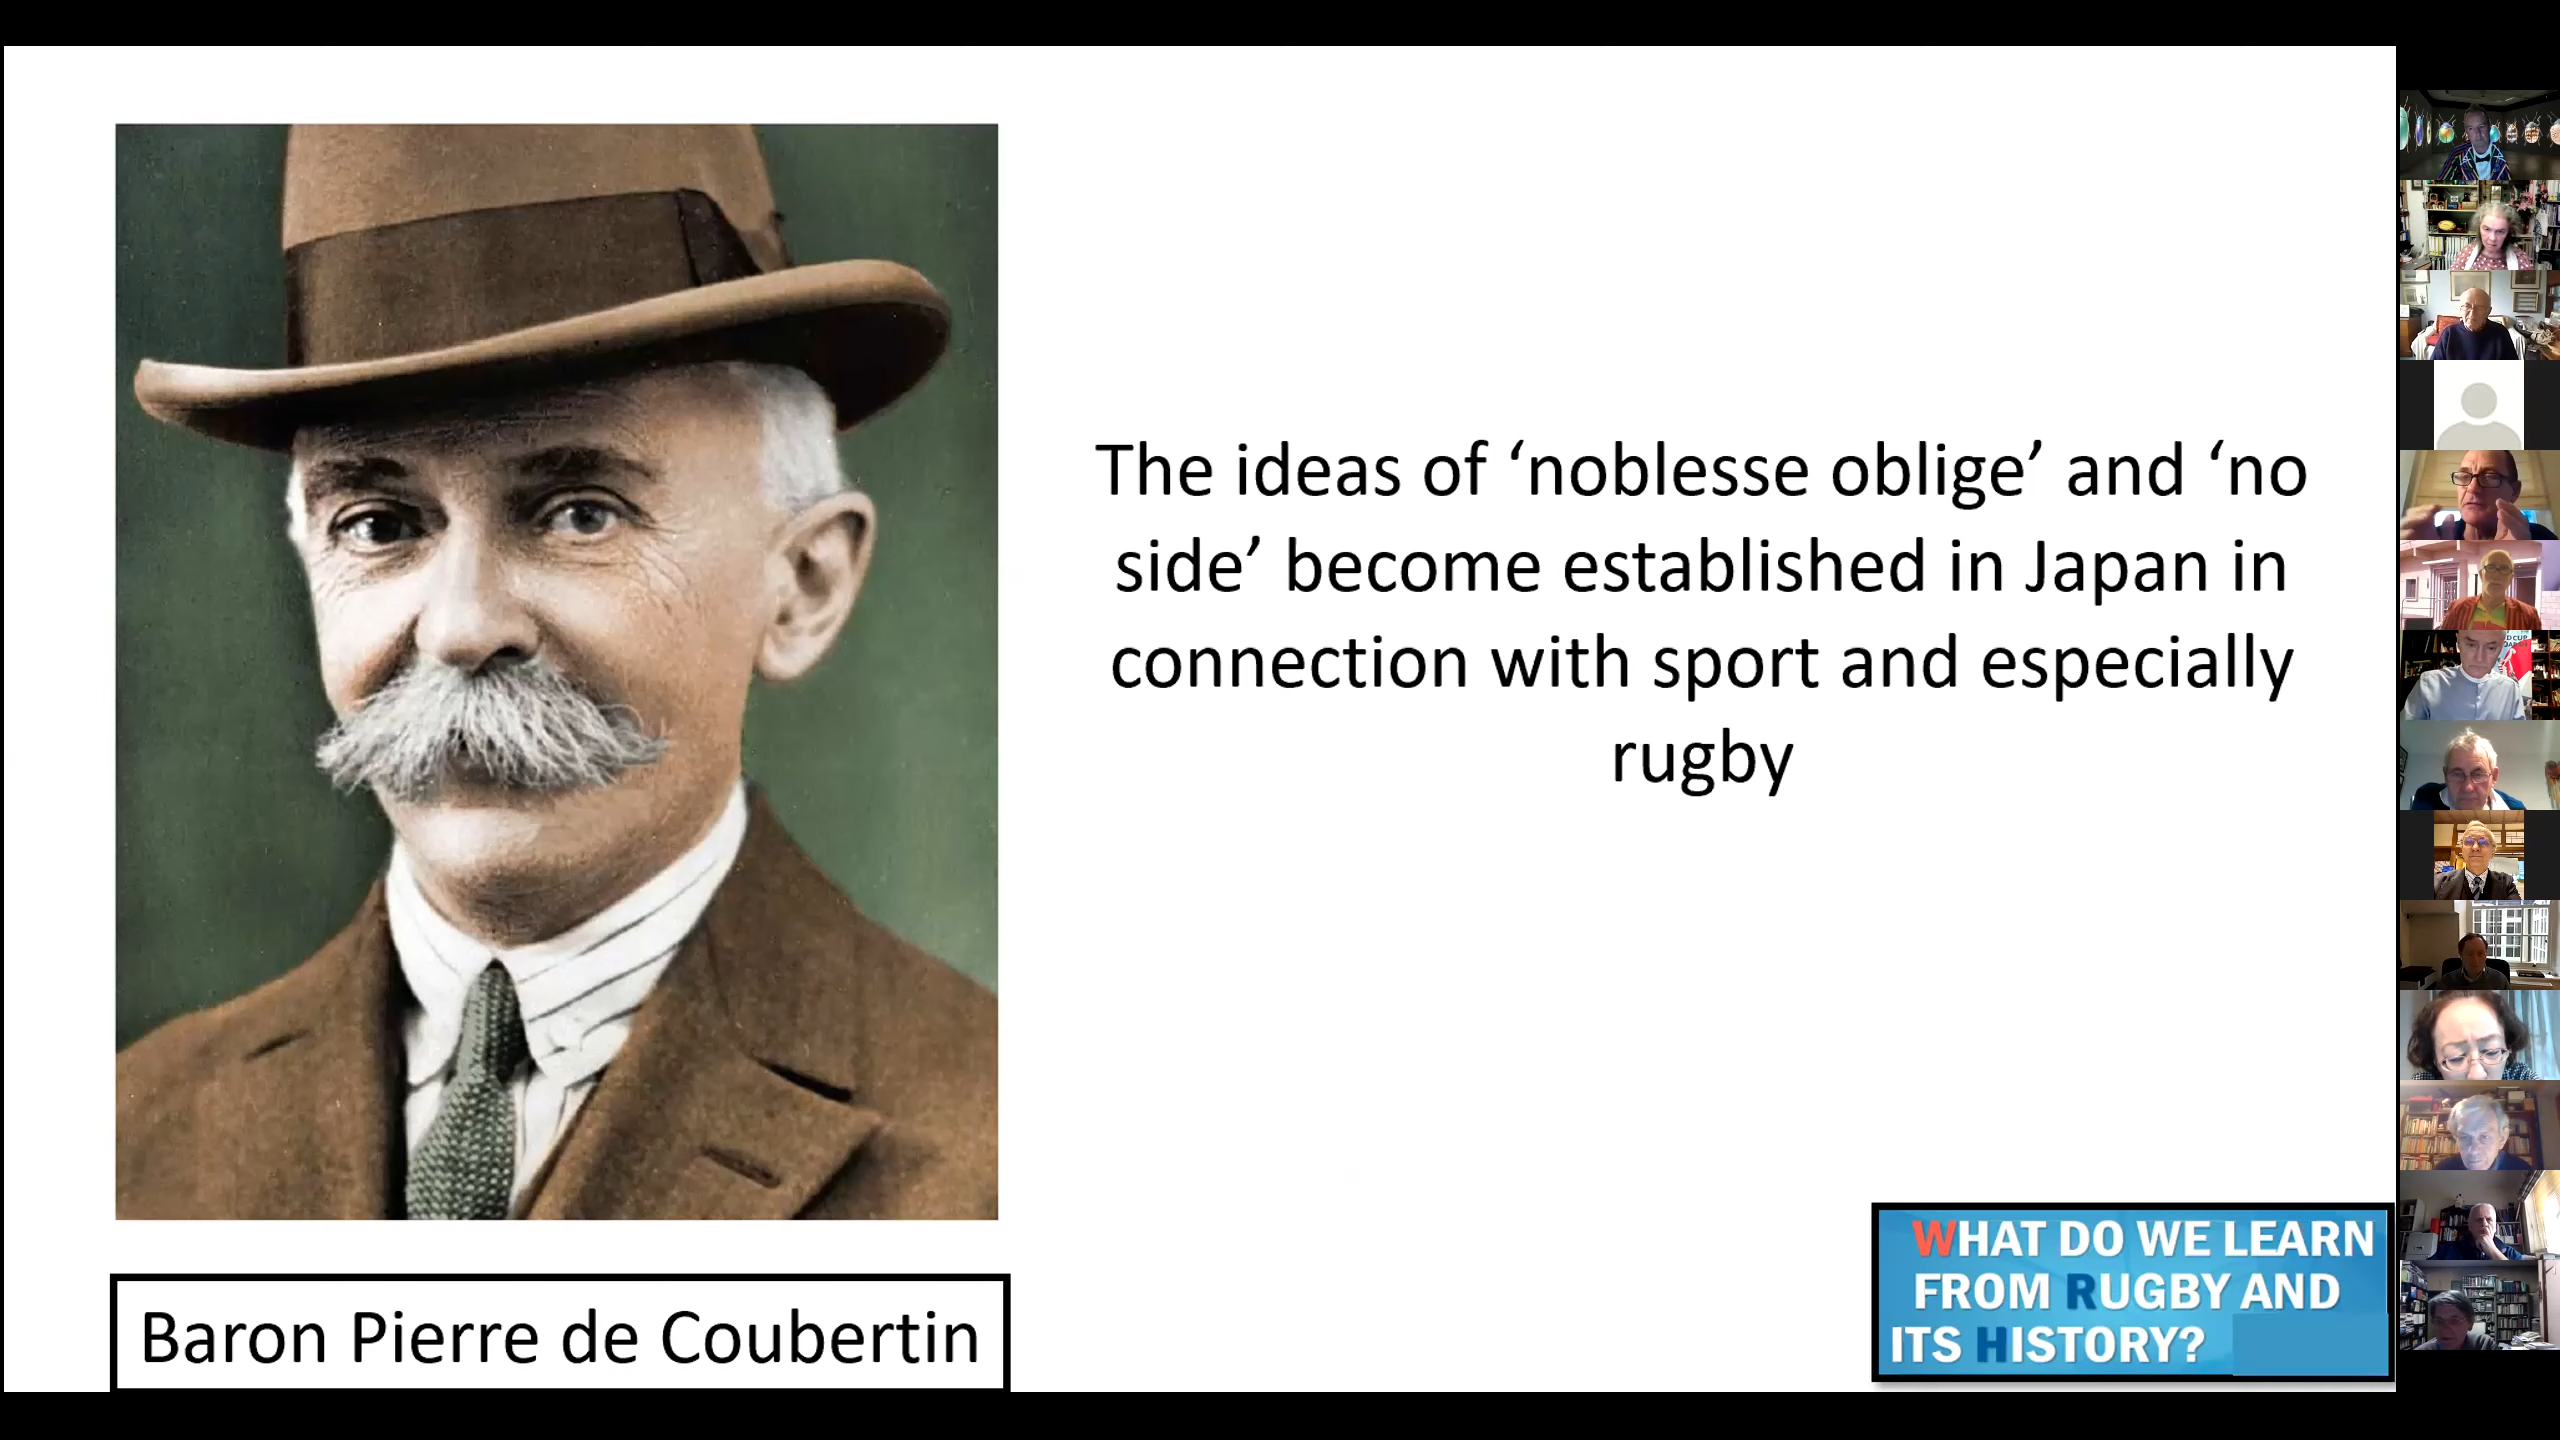 The ideas of ‘noblesse oblige’ and ‘no
side’ become established in Japan in
connection with sport and especially
rugby
Baron Pierre de Coubertin
WHAT DO WE LEARN
FROM RUGBY AND
ITS HISTORY?